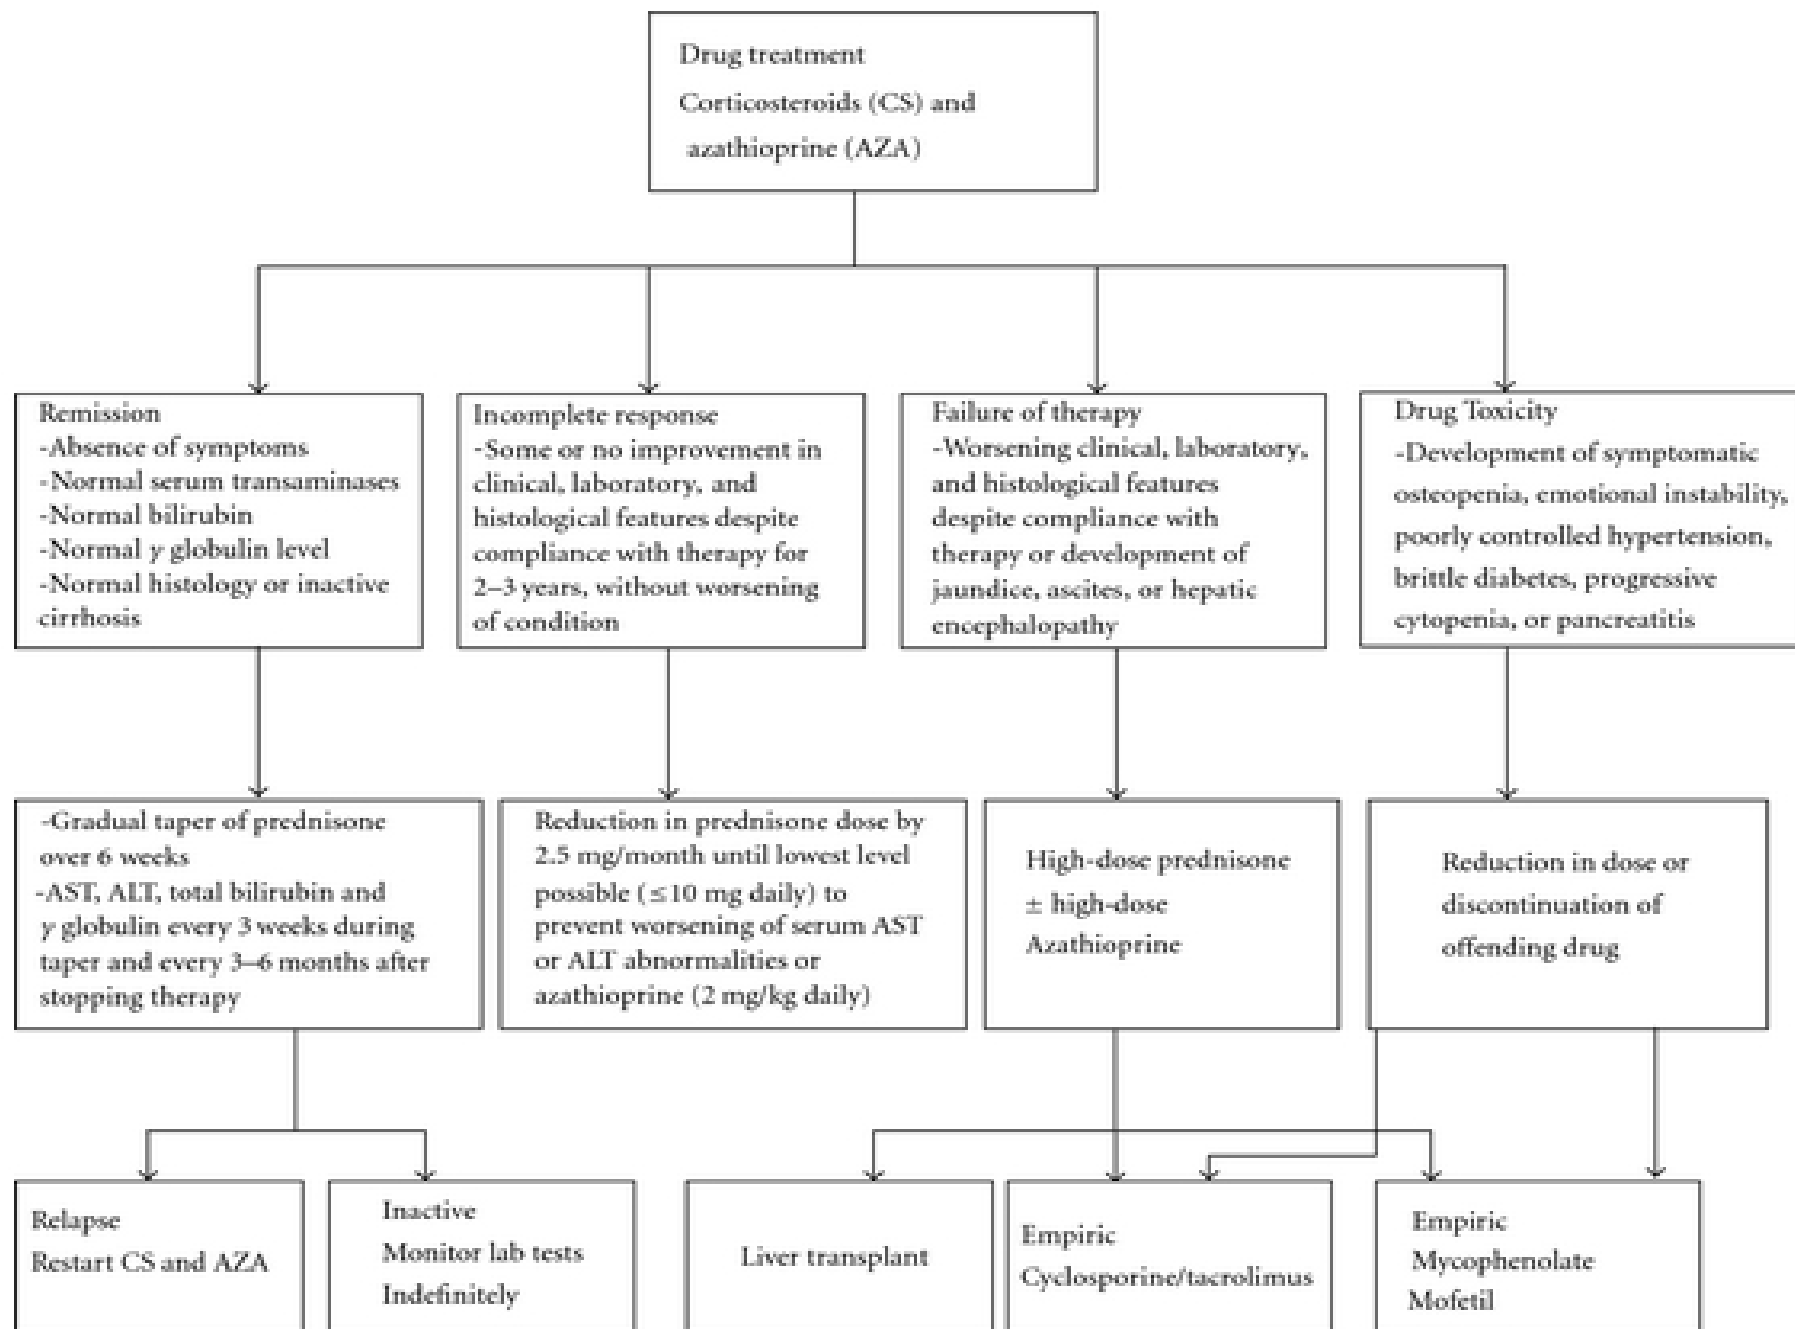 Drug treatment
Corticosteroids (CS) and
azathioprine (AZA)
Remission
-Absence of symptoms
-Normal serum transaminases
-Normal bilirubin
-Normal γ globulin level
-Normal histology or inactive
cirrhosis
Incomplete response
-Some or no improvement in
clinical, laboratory, and
histological features despite
compliance with therapy for
2–3 years, without worsening
of condition
Failure of therapy
-Worsening clinical, laboratory,
and histological features
despite compliance with
therapy or development of
jaundice, ascites, or hepatic
encephalopathy
Drug Toxicity
-Development of symptomatic
osteopenia, emotional instability,
poorly controlled hypertension,
brittle diabetes, progressive
cytopenia, or pancreatitis
-Gradual taper of prednisone
over 6 weeks
-AST, ALT, total bilirubin and
γ globulin every 3 weeks during
taper and every 3–6 months after
stopping therapy
Reduction in prednisone dose by
2.5 mg/month until lowest level
possible (≤10 mg daily) to
prevent worsening of serum AST
or ALT abnormalities or
azathioprine (2 mg/kg daily)
High-dose prednisone
± high-dose
Azathioprine
Reduction in dose or
discontinuation of
offending drug
Relapse
Restart CS and AZA
Inactive
Monitor lab tests
Indefinitely
Liver transplant
Empiric
Cyclosporine/tacrolimus
Empiric
Mycophenolate
Mofetil